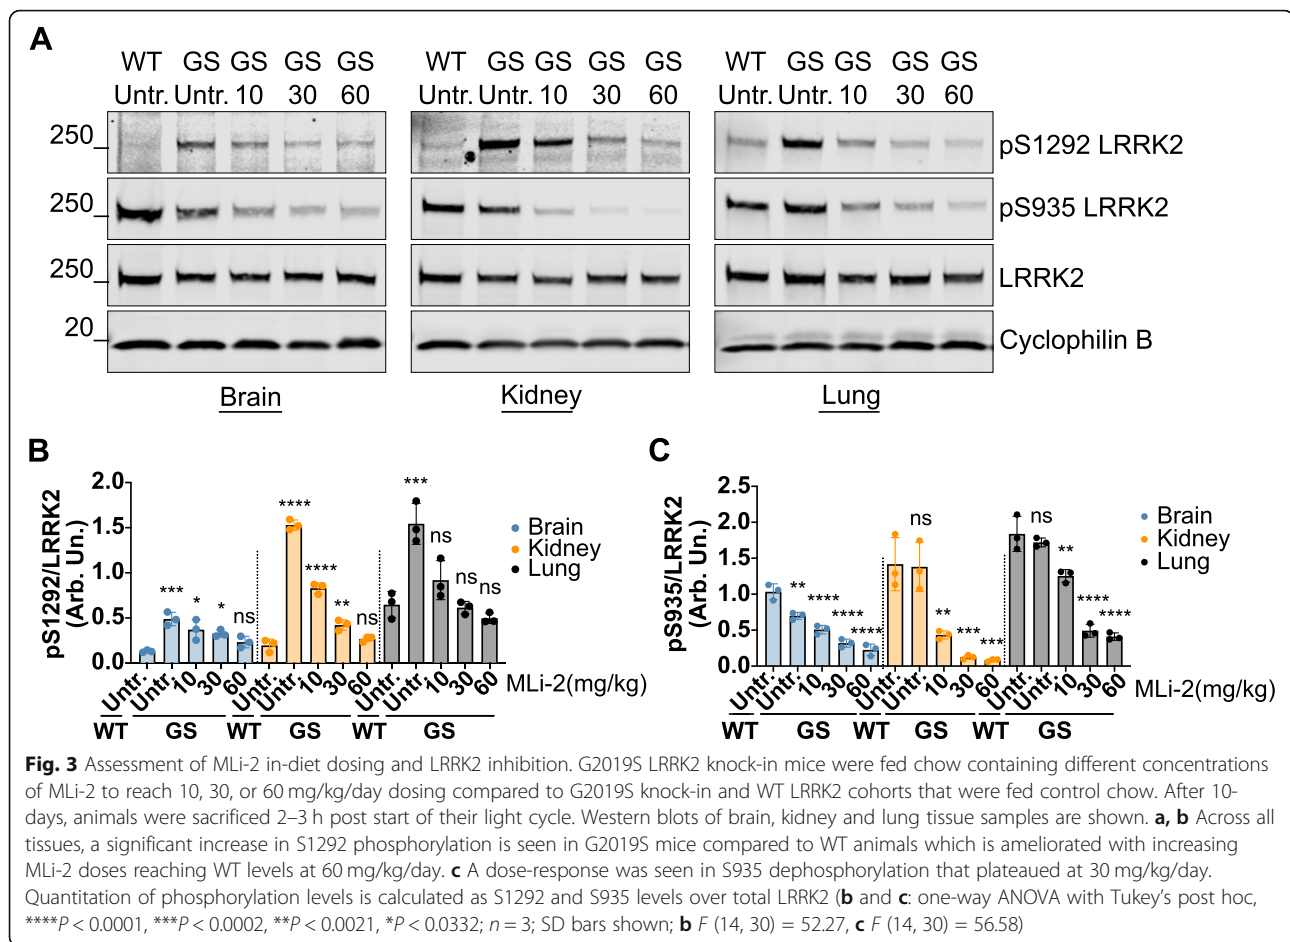 A
WT GS GS GS GS WT GS GS GS GS WT GS GS GS GS
Untr. Untr. 10 30 60 Untr. Untr. 10 30 60 Untr. Untr. 10 30 60
250 pS1292 LRRK2
250 pS935 LRRK2
250 LRRK2
20 Cyclophilin B
Brain Kidney Lung
B
pS1292/LRRK2
(Arb. Un.)
2.0
1.5
1.0
0.5
0.0
*** * * ns **** **** ** ns *** ns ns ns
Brain
Kidney
Lung
Untr. Untr. 10 30 60 Untr. Untr. 10 30 60 Untr. Untr. 10 30 60 MLi-2(mg/kg)
WT GS WT GS WT GS
C
pS935/LRRK2
(Arb. Un.)
2.5
2.0
1.5
1.0
0.5
0.0
** **** **** **** ns ** *** *** ns ** **** ****
Brain
Kidney
Lung
Untr. Untr. 10 30 60 Untr. Untr. 10 30 60 Untr. Untr. 10 30 60 MLi-2(mg/kg)
WT GS WT GS WT GS
Fig. 3 Assessment of MLi-2 in-diet dosing and LRRK2 inhibition. G2019S LRRK2 knock-in mice were fed chow containing different concentrations
of MLi-2 to reach 10, 30, or 60 mg/kg/day dosing compared to G2019S knock-in and WT LRRK2 cohorts that were fed control chow. After 10-
days, animals were sacrificed 2–3 h post start of their light cycle. Western blots of brain, kidney and lung tissue samples are shown. a, b Across all
tissues, a significant increase in S1292 phosphorylation is seen in G2019S mice compared to WT animals which is ameliorated with increasing
MLi-2 doses reaching WT levels at 60 mg/kg/day. c A dose-response was seen in S935 dephosphorylation that plateaued at 30 mg/kg/day.
Quantitation of phosphorylation levels is calculated as S1292 and S935 levels over total LRRK2 (b and c: one-way ANOVA with Tukey's post hoc,
****P < 0.0001, ***P < 0.0002, **P < 0.0021, *P < 0.0332; n = 3; SD bars shown; b F (14, 30) = 52.27, c F (14, 30) = 56.58)